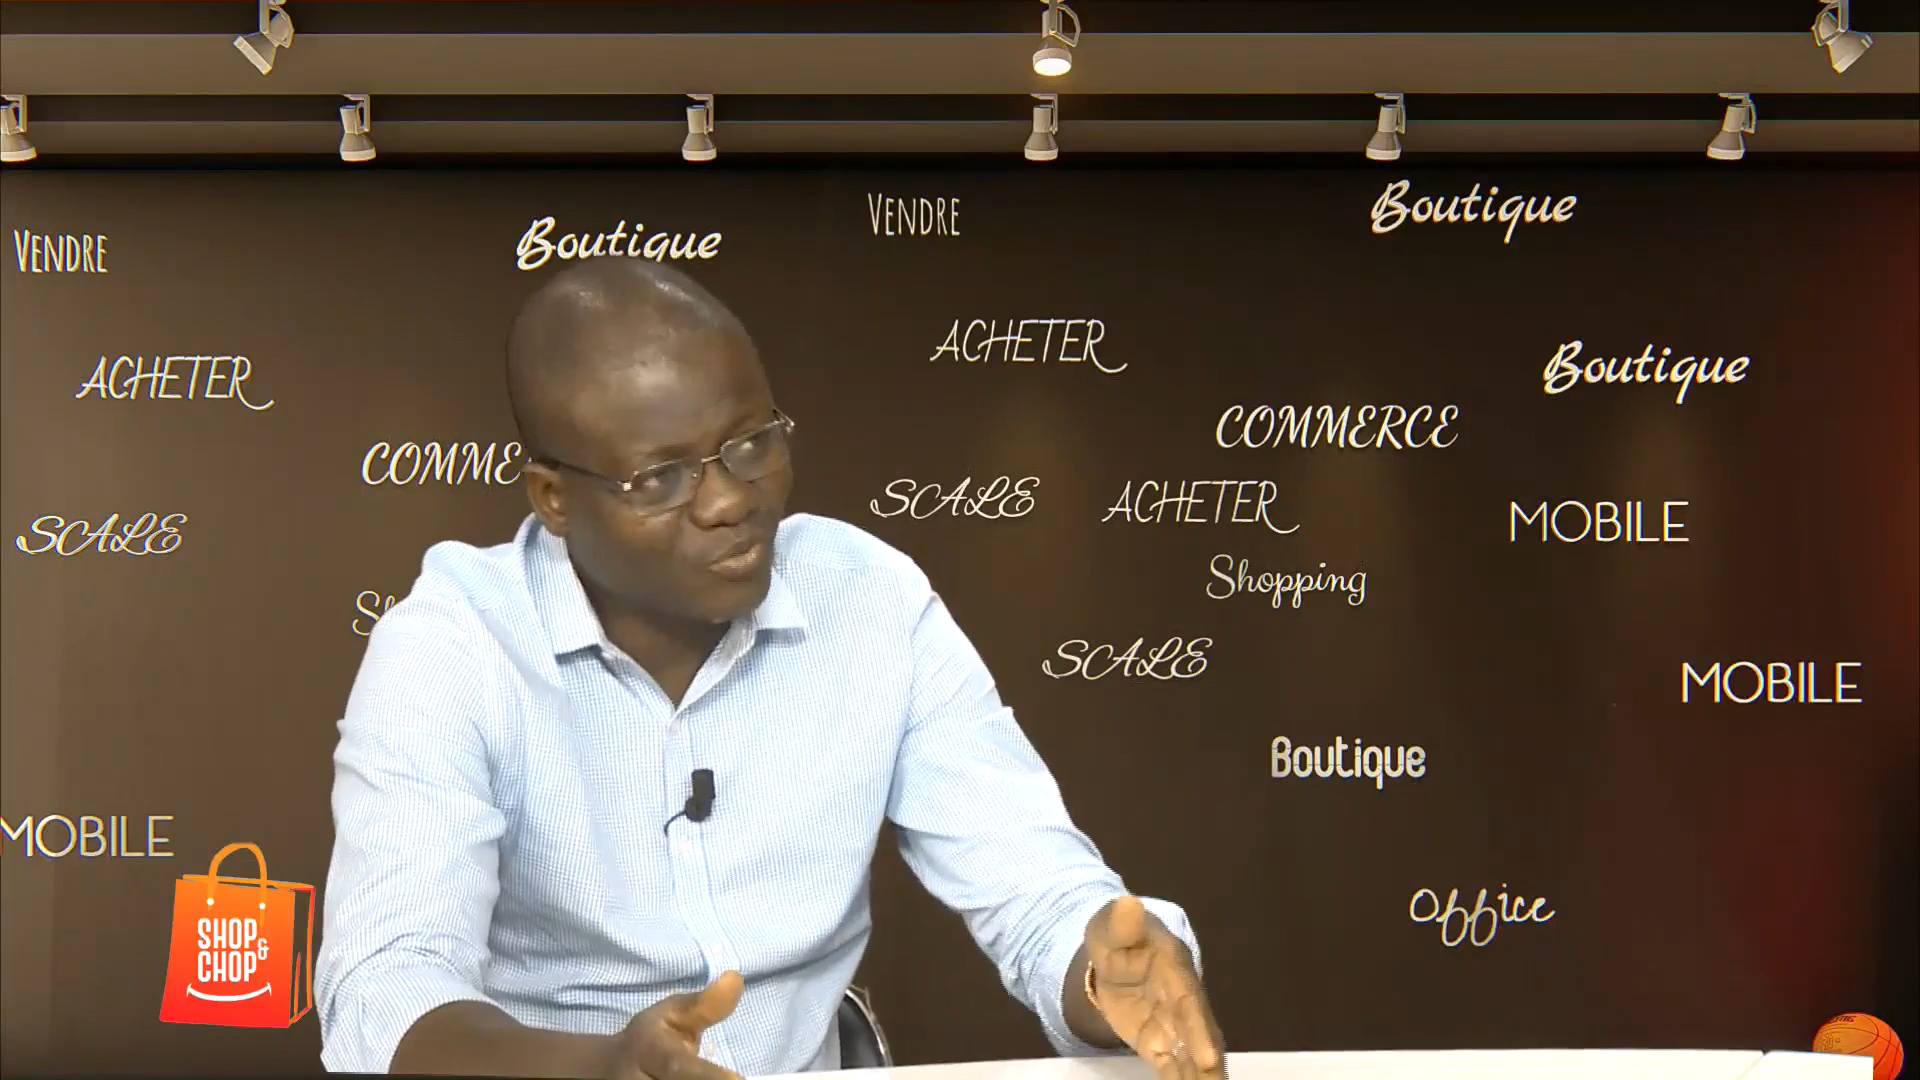 VENDRE
Boutique
VENDRE
Boutique
ACHETER
ACHETER
Boutique
COMME
COMMERCE
SCALE
SCALE
ACHETER
MOBILE
Shopping
SCALE
MOBILE
Boutique
MOBILE
SHOP
&
CHOP
Office